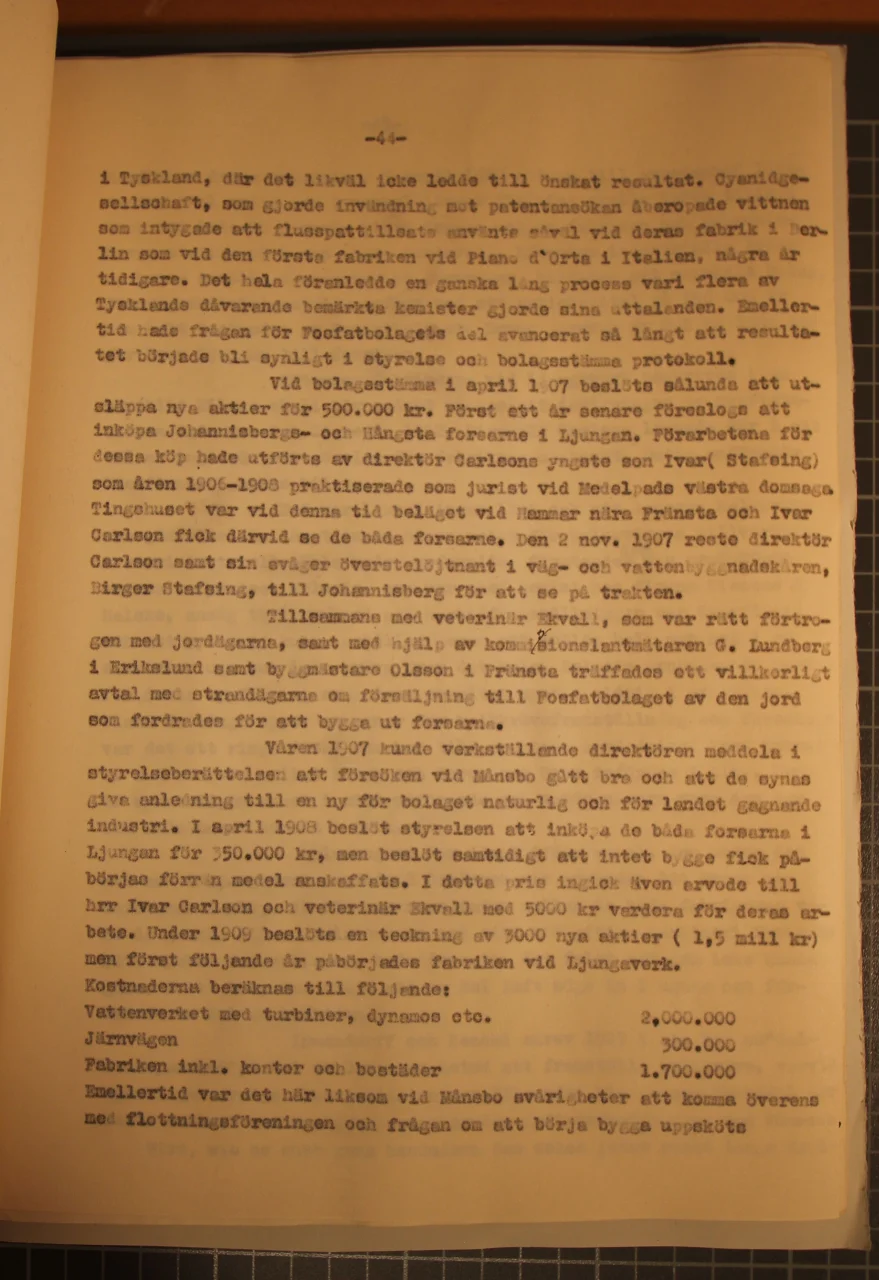 -44-
i Tyskland, där det likväl icke ledde till önskat resultat. Cyanidge-
sellschaft, som gjorde invändning mot patentansökan åberopade vittnen
som intygade att flusspattillsats använts såväl vid deras fabrik i Ber-
lin som vid den första fabriken vid Piano d'Orta i Italien, några år
tidigare. Det hela föranledde en ganska lång process vari flera av
Tysklands dåvarande bemärkta kemister gjorde sina uttalanden. Emeller-
tid hade frågan för Fosfatbolagets del avancerat så långt att resulta-
tet började bli synligt i styrelse och bolagsstämma protokoll.
Vid bolagsstämma i april 1907 beslöts sålunda att ut-
släppa nya aktier för 500.000 kr. Först ett år senare föreslogs att
inköpa Johannisbergs- och Hångsta forsarne i Ljungan. Förarbetena för
dessa köp hade utförts av direktör Carlsons yngste son Ivar( Stafsing)
som åren 1906-1908 praktiserade som jurist vid Medelpads västra domsaga
Tingshuset var vid denna tid beläget vid Hammar nära Fränsta och Ivar
Carlson fick därvid se de båda forsarne. Den 2 nov. 1907 reste direktör
Carlson samt sin svåger överstelöjtnant i väg- och vattenbyggnadskåren,
Birger Stafsing, till Johannisberg för att se på trakten.
Tillsammans med veterinär Ekvall, som var rätt förtro-
gen med jordägarna, samt med hjälp av kommissionslantmätaren G. Lundberg
i Erikslund samt byggmästare Olsson i Fränsta träffades ett villkorligt
avtal med strandägarna om försäljning till Fosfatbolaget av den jord
som fordrades för att bygga ut forsarna.
Våren 1907 kunde verkställande direktören meddela i
styrelseberättelsen att försöken vid Månsbo gått bra och att de synas
giva anledning till en ny för bolaget naturlig och för landet gagnande
industri. I april 1908 beslöt styrelsen att inköpa de båda forsarna i
Ljungan för 350.000 kr, men beslöt samtidigt att intet bygge fick på-
börjas förrän medel anskaffats. I detta pris ingick även arvode till
hrr Ivar Carlson och veterinär Ekvall med 5000 kr vardera för deras ar-
bete. Under 1909 beslöts en teckning av 3000 nya aktier ( 1,5 mill kr)
men först följande år påbörjades fabriken vid Ljungaverk.
Kostnaderna beräknas till följande:
Vattenverket med turbiner, dynamos etc. 2,000.000
Järnvägen 300.000
Fabriken inkl. kontor och bostäder 1.700.000
Emellertid var det här liksom vid Månsbo svårigheter att komma överens
med flottningsföreningen och frågan om att börja bygga uppsköts